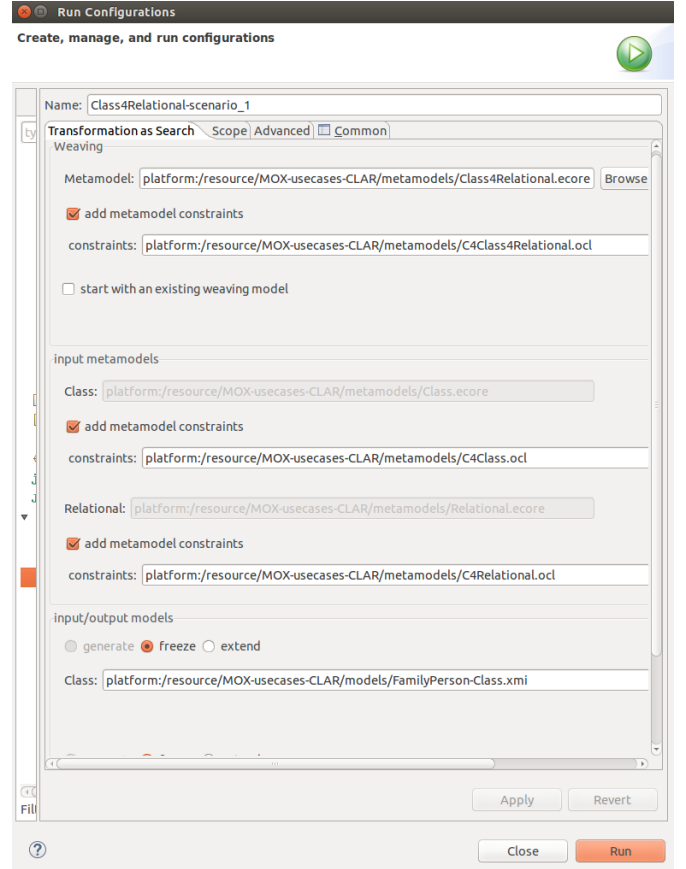 Run Configurations
Create, manage, and run configurations
Name: Class4Relational-scenario_1
ty
Transformation as Search Scope Advanced Common
Weaving
Metamodel: platform:/resource/MOX-usecases-CLAR/metamodels/Class4Relational.ecore Browse
add metamodel constraints
constraints: platform:/resource/MOX-usecases-CLAR/metamodels/C4Class4Relational.ocl
start with an existing weaving model
input metamodels
Class: platform:/resource/MOX-usecases-CLAR/metamodels/Class.ecore
add metamodel constraints
constraints: platform:/resource/MOX-usecases-CLAR/metamodels/C4Class.ocl
Relational: platform:/resource/MOX-usecases-CLAR/metamodels/Relational.ecore
add metamodel constraints
constraints: platform:/resource/MOX-usecases-CLAR/metamodels/C4Relational.ocl
input/output models
generate freeze extend
Class: platform:/resource/MOX-usecases-CLAR/models/FamilyPerson-Class.xmi
Apply Revert
Fil
Close Run